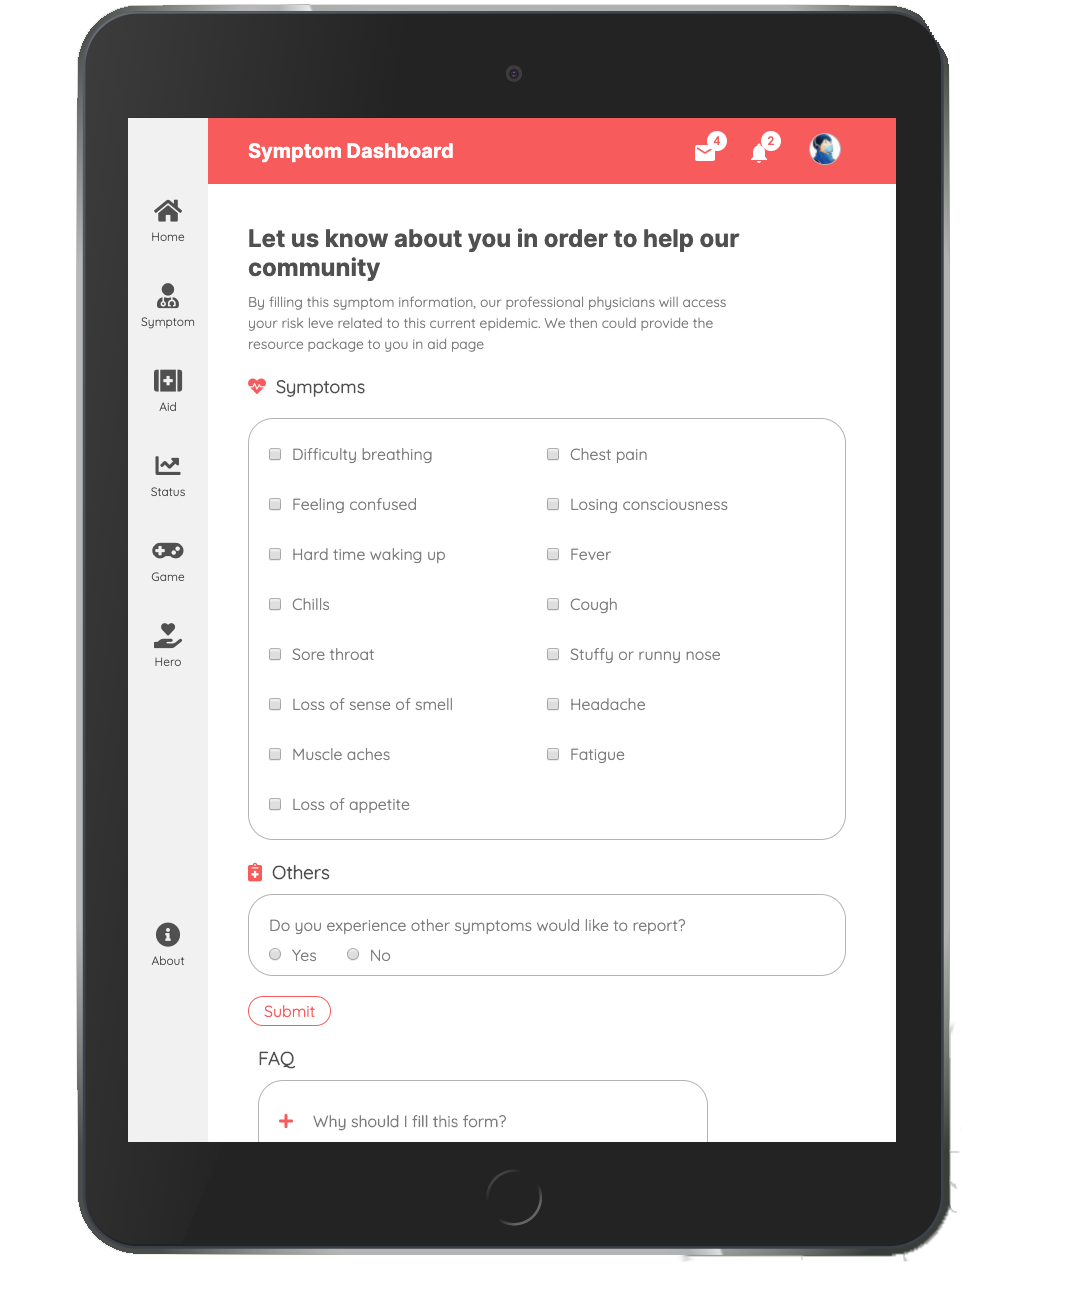 Symptom Dashboard
4
2
Home
Symptom
Aid
Status
Game
Hero
About
Let us know about you in order to help our
community
By filling this symptom information, our professional physicians will access
your risk leve related to this current epidemic. We then could provide the
resource package to you in aid page
Symptoms
Difficulty breathing
Chest pain
Feeling confused
Losing consciousness
Hard time waking up
Fever
Chills
Cough
Sore throat
Stuffy or runny nose
Loss of sense of smell
Headache
Muscle aches
Fatigue
Loss of appetite
Others
Do you experience other symptoms would like to report?
Yes No
Submit
FAQ
Why should I fill this form?